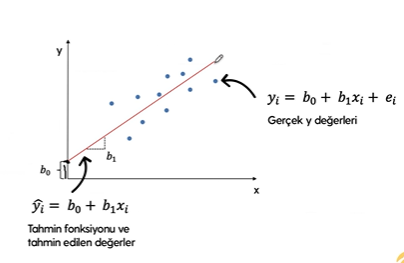 y
yᵢ = b₀ + b₁xᵢ + eᵢ
Gerçek y değerleri
b₁
b₀
x
ŷᵢ = b₀ + b₁xᵢ
Tahmin fonksiyonu ve
tahmin edilen değerler